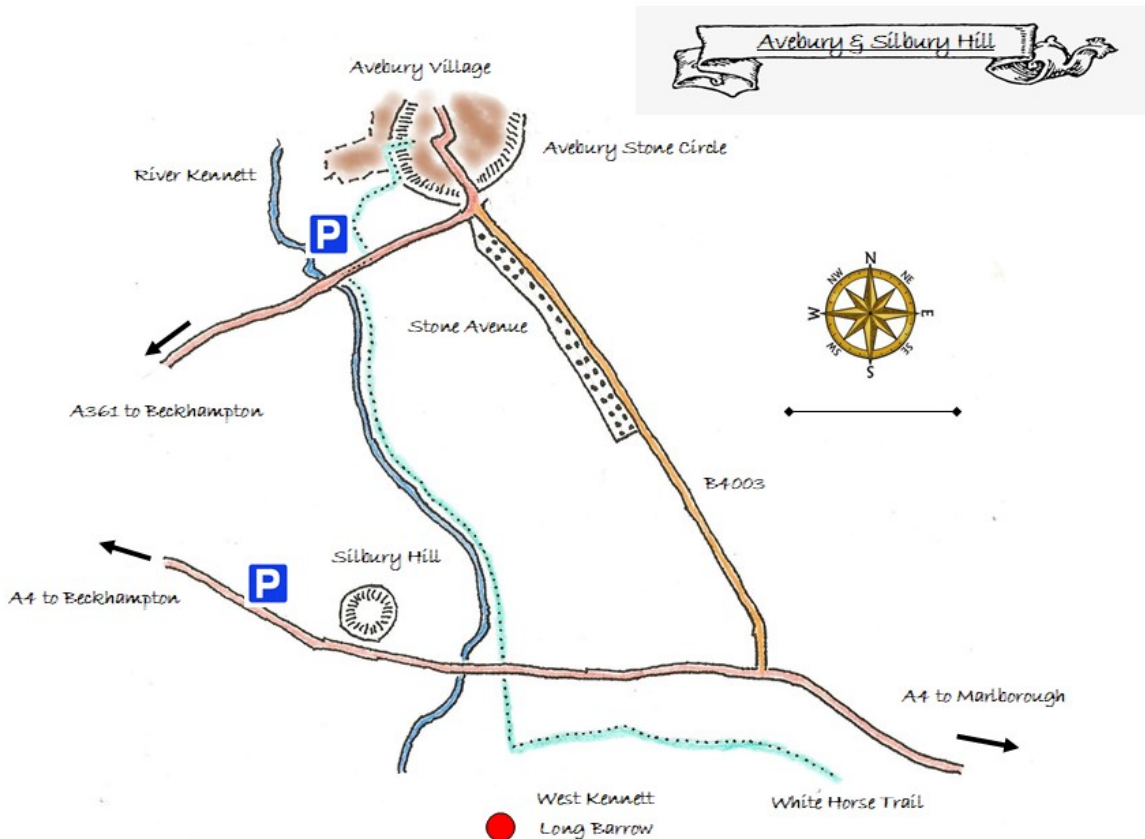 Avebury & Silbury Hill
Avebury Village
Avebury Stone Circle
River Kennett
P
N
NW
NE
W
E
SW
SE
S
Stone Avenue
A361 to Beckhampton
B4003
Silbury Hill
P
A4 to Beckhampton
A4 to Marlborough
West Kennett
Long Barrow
White Horse Trail